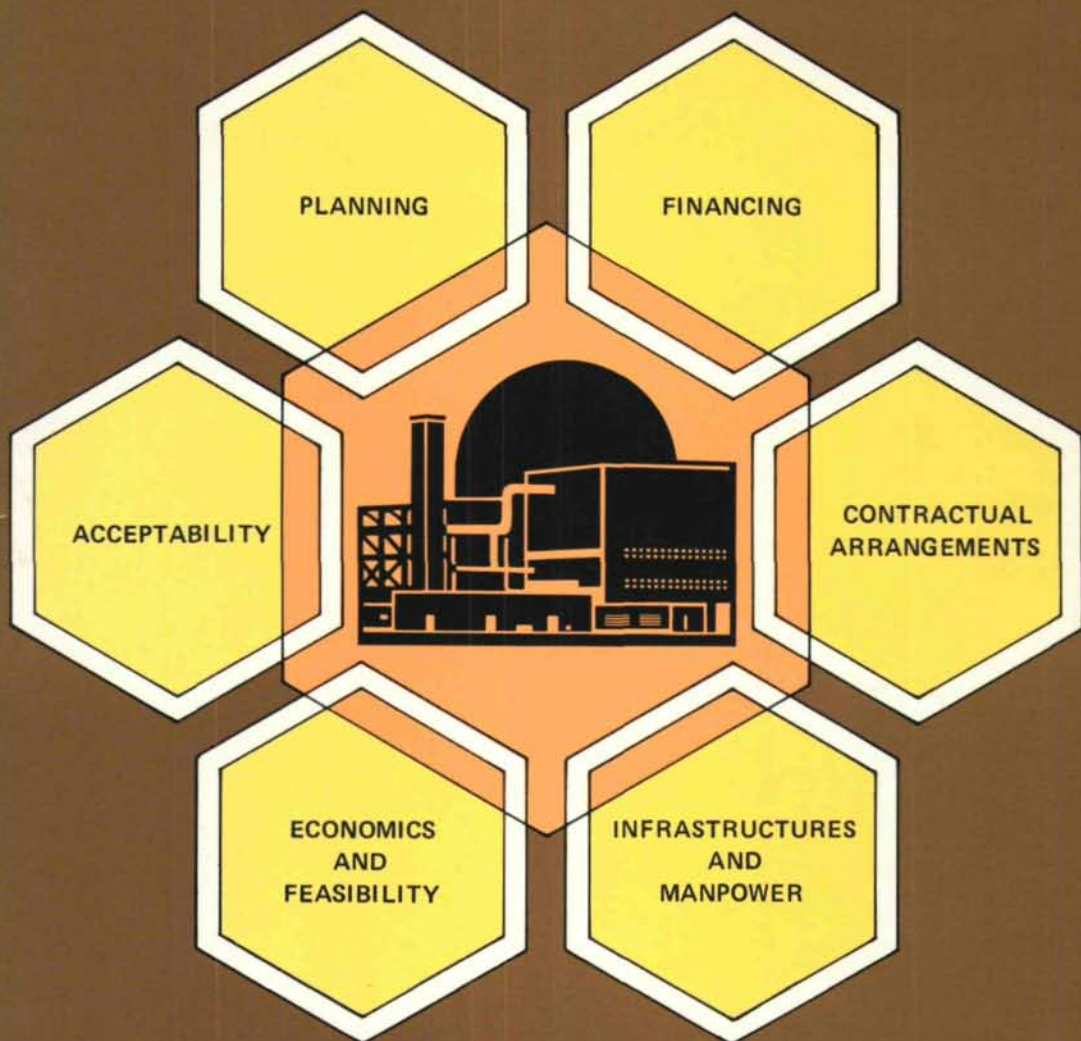 PLANNING
FINANCING
ACCEPTABILITY
CONTRACTUAL
ARRANGEMENTS
ECONOMICS
AND
FEASIBILITY
INFRASTRUCTURES
AND
MANPOWER